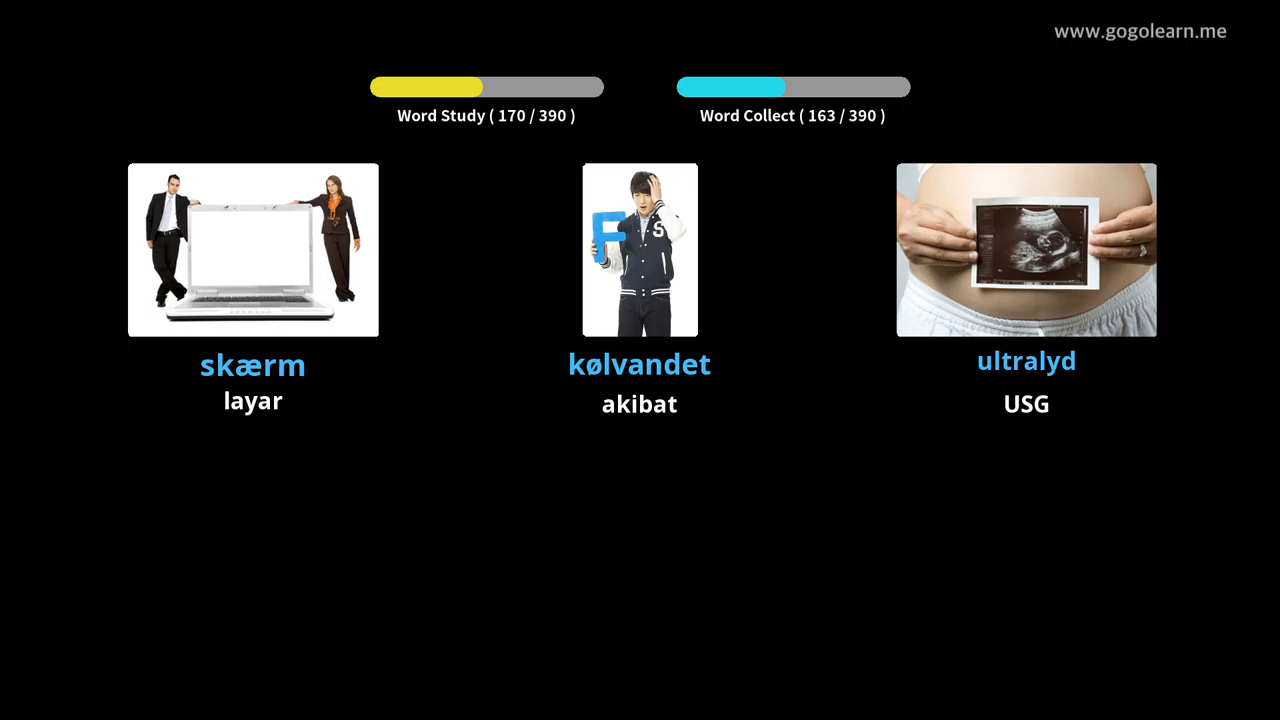 www.gogolearn.me
Word Study ( 170 / 390 )
Word Collect ( 163 / 390 )
F
S
skærm
layar
kølvandet
akibat
ultralyd
USG